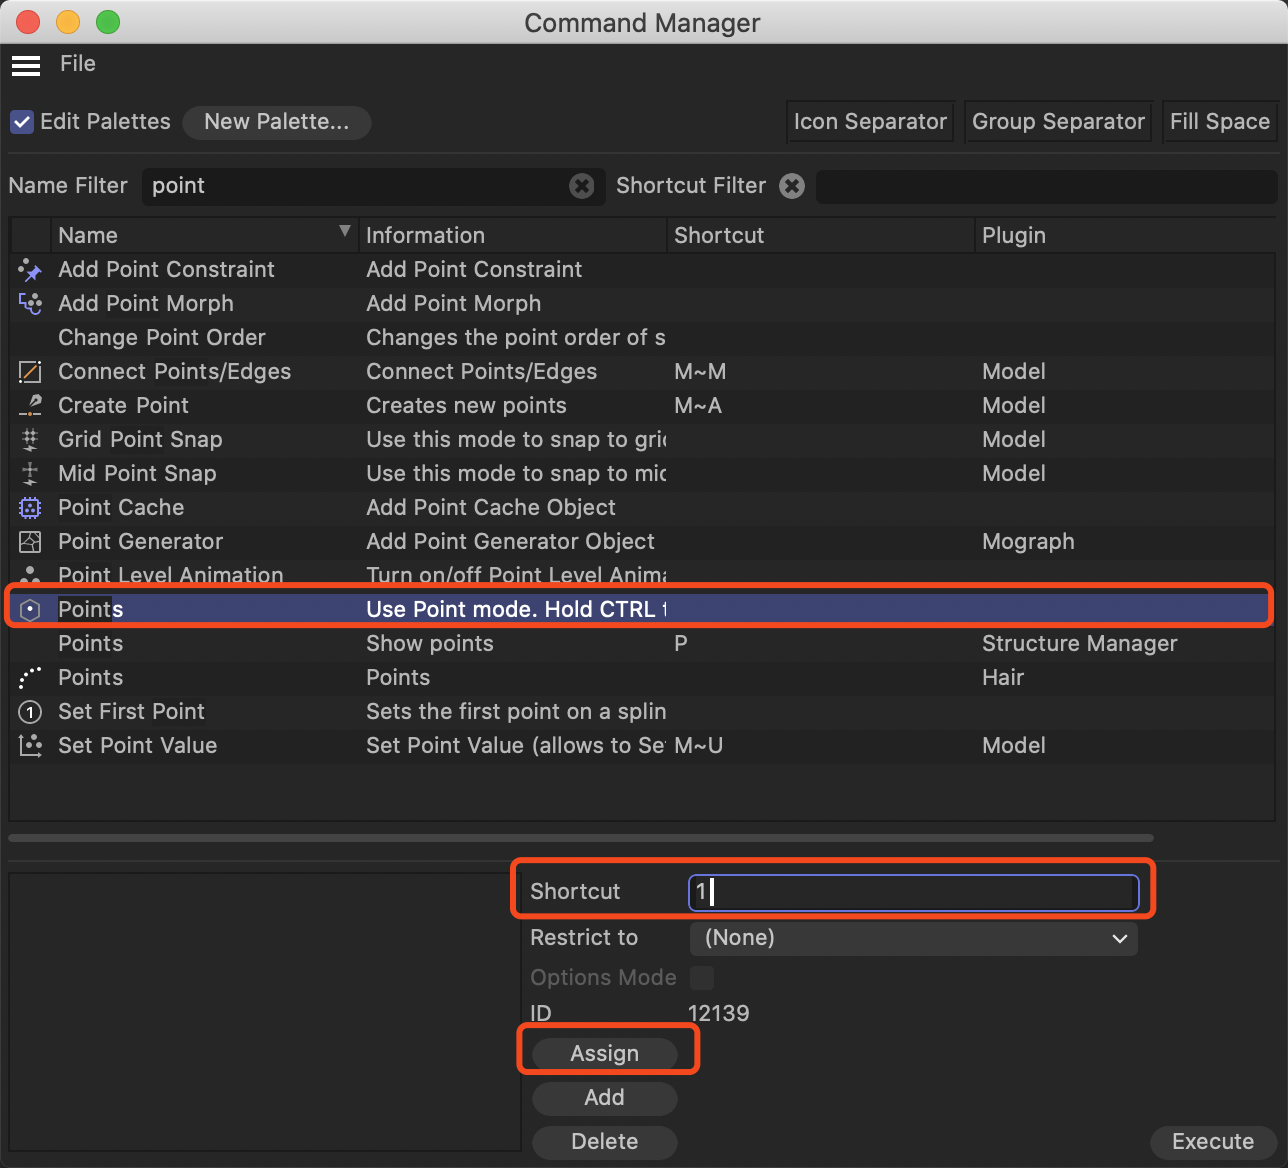 Command Manager
File
Edit Palettes New Palette... Icon Separator Group Separator Fill Space
Name Filter point Shortcut Filter
Name Information Shortcut Plugin
Add Point Constraint Add Point Constraint
Add Point Morph Add Point Morph
Change Point Order Changes the point order of s
Connect Points/Edges Connect Points/Edges M~M Model
Create Point Creates new points M~A Model
Grid Point Snap Use this mode to snap to grid Model
Mid Point Snap Use this mode to snap to mid Model
Point Cache Add Point Cache Object
Point Generator Add Point Generator Object Mograph
Point Level Animation Turn on/off Point Level Anima
Points Use Point mode. Hold CTRL t
Points Show points P Structure Manager
Points Points Hair
1 Set First Point Sets the first point on a splin
Set Point Value Set Point Value (allows to Set M~U Model
Shortcut 1
Restrict to (None)
Options Mode
ID 12139
Assign
Add
Delete Execute